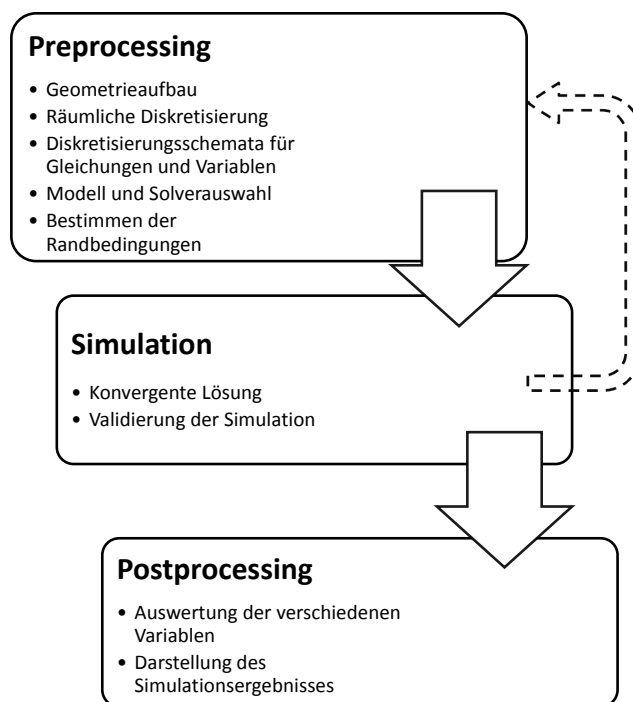 Preprocessing
• Geometrieaufbau
• Räumliche Diskretisierung
• Diskretisierungsschemata für
Gleichungen und Variablen
• Modell und Solverauswahl
• Bestimmen der
Randbedingungen
Simulation
• Konvergente Lösung
• Validierung der Simulation
Postprocessing
• Auswertung der verschiedenen
Variablen
• Darstellung des
Simulationsergebnisses